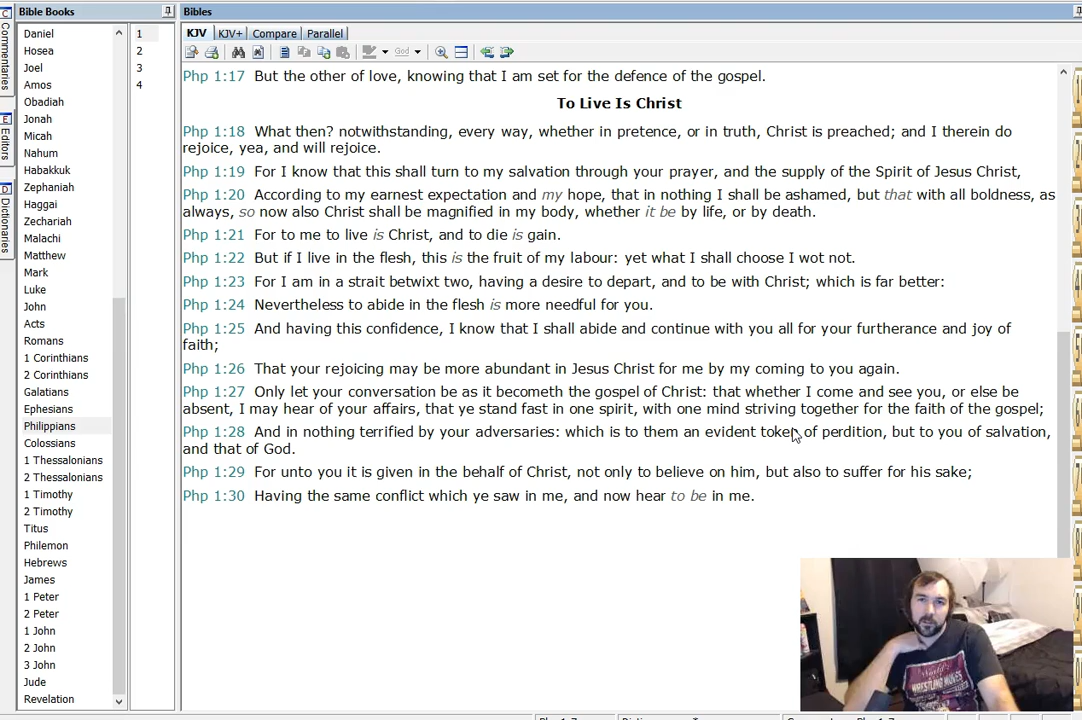 Bible Books
Bibles
Commentaries
Editors
Dictionaries
Daniel
Hosea
Joel
Amos
Obadiah
Jonah
Micah
Nahum
Habakkuk
Zephaniah
Haggai
Zechariah
Malachi
Matthew
Mark
Luke
John
Acts
Romans
1 Corinthians
2 Corinthians
Galatians
Ephesians
Philippians
Colossians
1 Thessalonians
2 Thessalonians
1 Timothy
2 Timothy
Titus
Philemon
Hebrews
James
1 Peter
2 Peter
1 John
2 John
3 John
Jude
Revelation
1
2
3
4
KJV KJV+ Compare Parallel
God
Php 1:17 But the other of love, knowing that I am set for the defence of the gospel.
To Live Is Christ
Php 1:18 What then? notwithstanding, every way, whether in pretence, or in truth, Christ is preached; and I therein do
rejoice, yea, and will rejoice.
Php 1:19 For I know that this shall turn to my salvation through your prayer, and the supply of the Spirit of Jesus Christ,
Php 1:20 According to my earnest expectation and my hope, that in nothing I shall be ashamed, but that with all boldness, as
always, so now also Christ shall be magnified in my body, whether it be by life, or by death.
Php 1:21 For to me to live is Christ, and to die is gain.
Php 1:22 But if I live in the flesh, this is the fruit of my labour: yet what I shall choose I wot not.
Php 1:23 For I am in a strait betwixt two, having a desire to depart, and to be with Christ; which is far better:
Php 1:24 Nevertheless to abide in the flesh is more needful for you.
Php 1:25 And having this confidence, I know that I shall abide and continue with you all for your furtherance and joy of
faith;
Php 1:26 That your rejoicing may be more abundant in Jesus Christ for me by my coming to you again.
Php 1:27 Only let your conversation be as it becometh the gospel of Christ: that whether I come and see you, or else be
absent, I may hear of your affairs, that ye stand fast in one spirit, with one mind striving together for the faith of the gospel;
Php 1:28 And in nothing terrified by your adversaries: which is to them an evident token of perdition, but to you of salvation,
and that of God.
Php 1:29 For unto you it is given in the behalf of Christ, not only to believe on him, but also to suffer for his sake;
Php 1:30 Having the same conflict which ye saw in me, and now hear to be in me.
WRESTLING MOVES